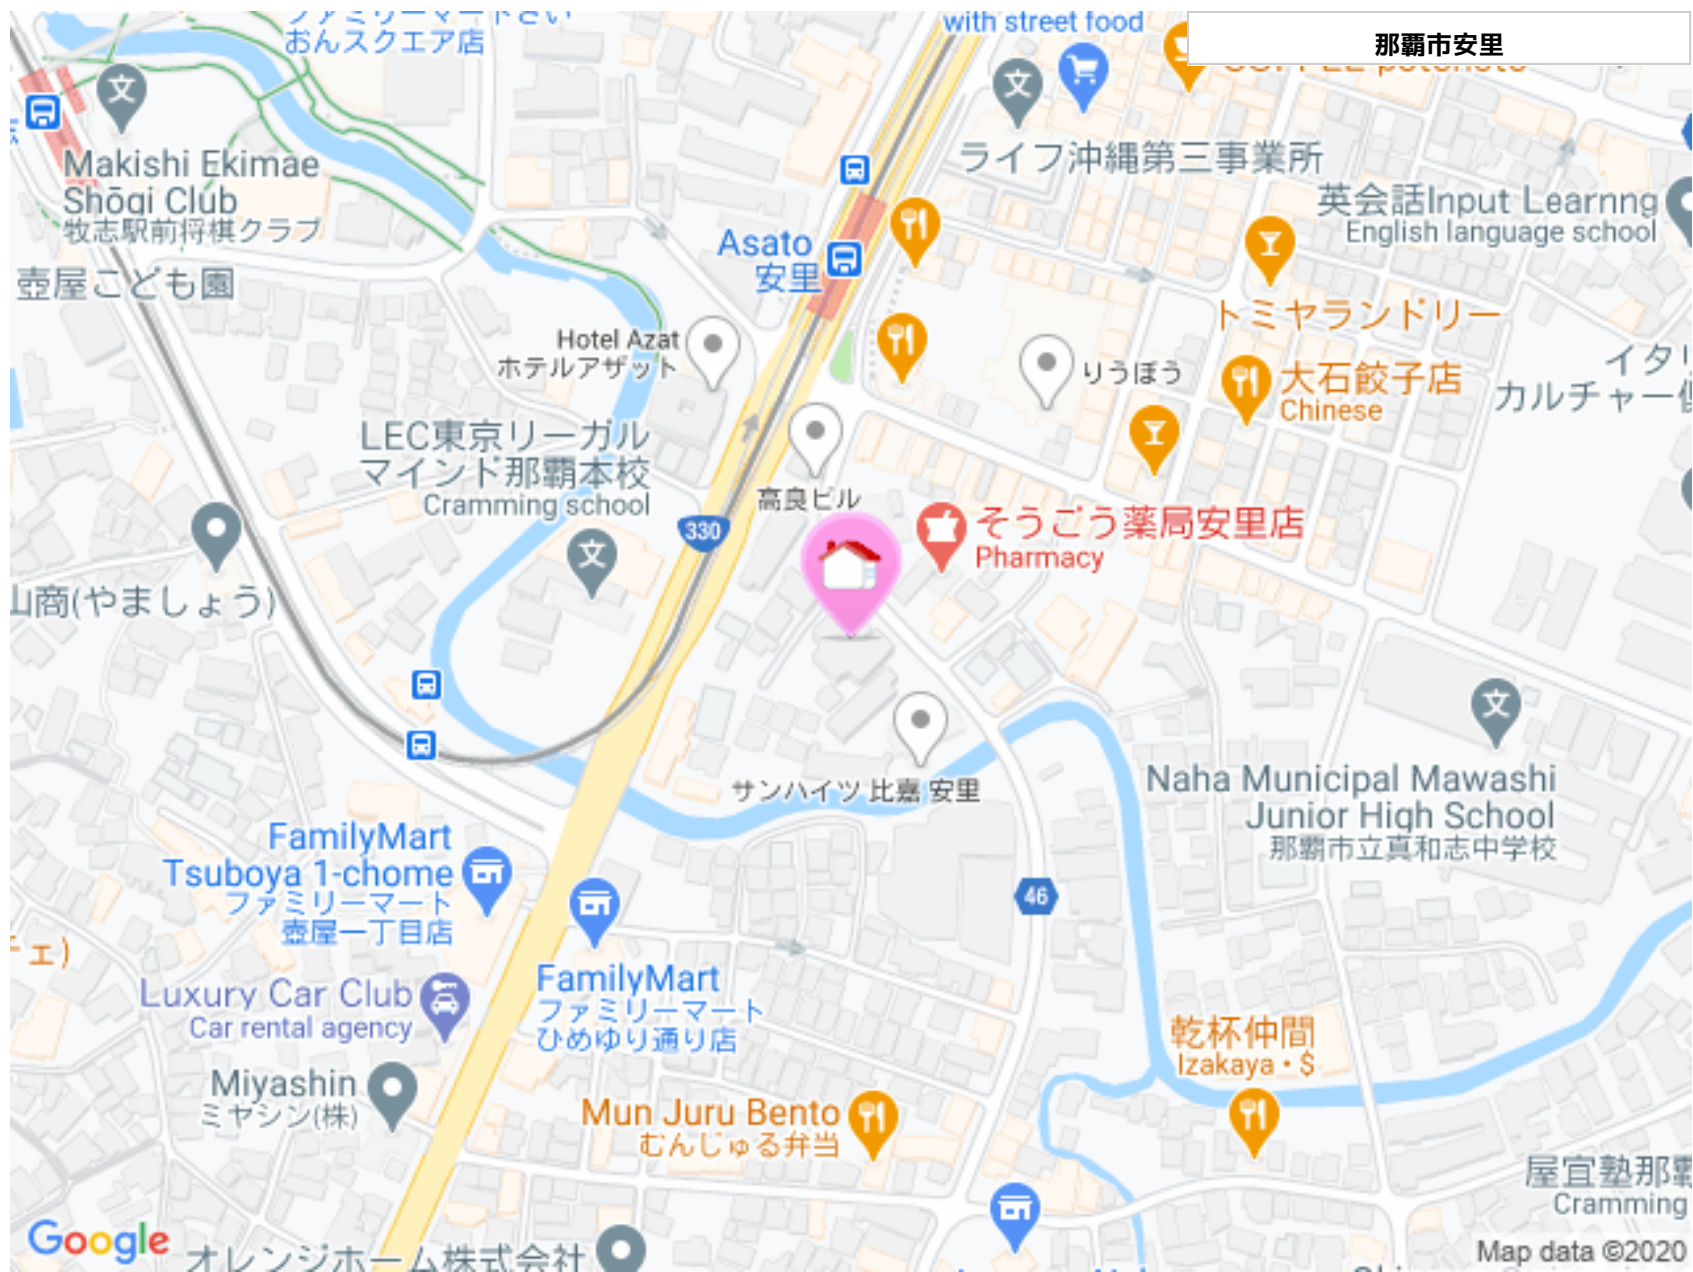 おんスクエア店
with street food
那覇市安里
Makishi Ekimae
Shōgi Club
牧志駅前将棋クラブ
壺屋こども園
ライフ沖縄第三事業所
英会話Input Learnng
English language school
Asato
安里
トミヤランドリー
Hotel Azat
ホテルアザット
りうぼう
大石餃子店
Chinese
カルチャー
LEC東京リーガル
マインド那覇本校
Cramming school
高良ビル
330
そうごう薬局安里店
Pharmacy
山商(やましょう)
サンハイツ 比嘉 安里
Naha Municipal Mawashi
Junior High School
那覇市立真和志中学校
FamilyMart
Tsuboya 1-chome
ファミリーマート
壺屋一丁目店
46
チェ)
Luxury Car Club
Car rental agency
FamilyMart
ファミリーマート
ひめゆり通り店
乾杯仲間
Izakaya・$
Miyashin
ミヤシン(株)
Mun Juru Bento
むんじゅる弁当
屋宜塾那覇
Cramming
Google
オレンジホーム株式会社
Map data ©2020